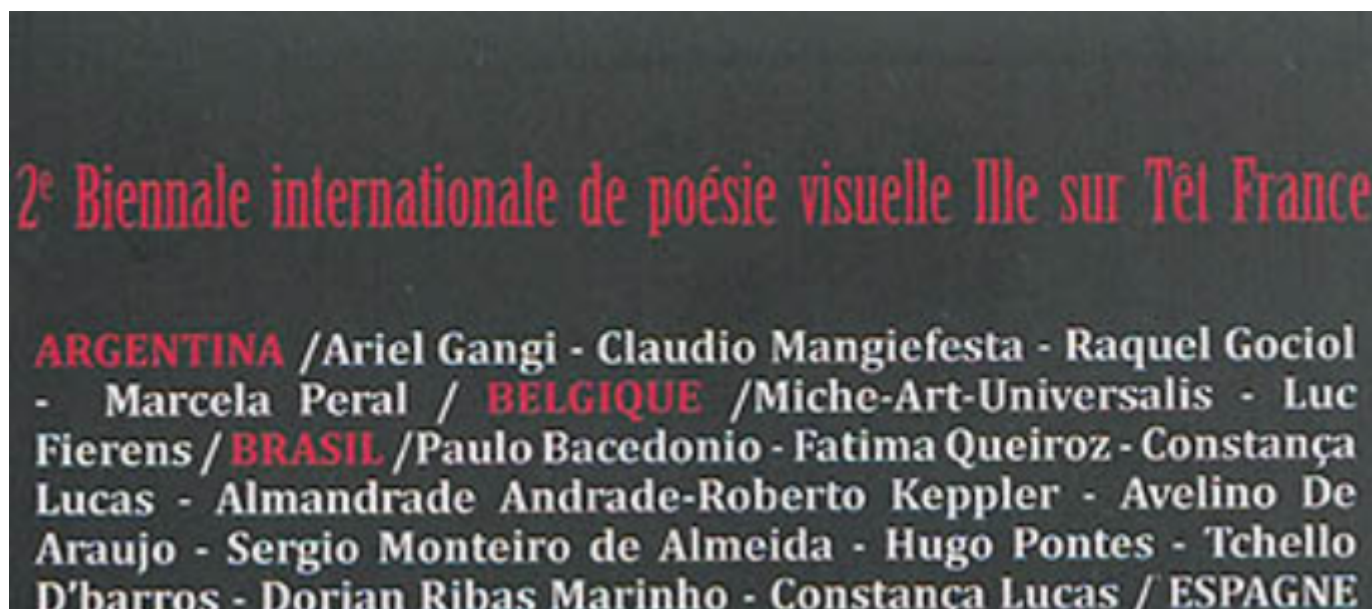 2e Biennale internationale de poésie visuelle Ille sur Têt France
ARGENTINA /Ariel Gangi - Claudio Mangiefesta - Raquel Gociol
- Marcela Peral / BELGIQUE /Miche-Art-Universalis - Luc
Fierens / BRASIL /Paulo Bacedonio - Fatima Queiroz - Constança
Lucas - Almandrade Andrade-Roberto Keppler - Avelino De
Araujo - Sergio Monteiro de Almeida - Hugo Pontes - Tchello
D'barros - Dorian Ribas Marinho - Constança Lucas / ESPAGNE